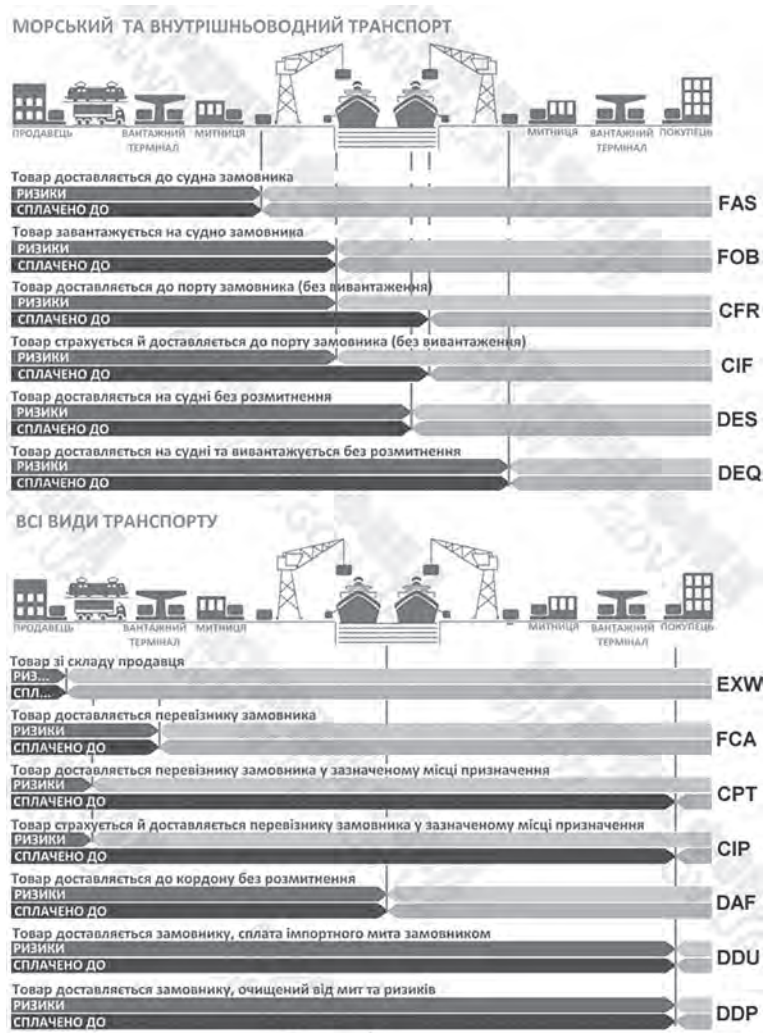 МОРСЬКИЙ ТА ВНУТРІШНЬОВОДНИЙ ТРАНСПОРТ
ПРОДАВЕЦЬ ВАНТАЖНИЙ ТЕРМІНАЛ МИТНИЦЯ МИТНИЦЯ ВАНТАЖНИЙ ТЕРМІНАЛ ПОКУПЕЦЬ
Товар доставляється до судна замовника
РИЗИКИ
СПЛАЧЕНО ДО
FAS
Товар завантажується на судно замовника
РИЗИКИ
СПЛАЧЕНО ДО
FOB
Товар доставляється до порту замовника (без вивантаження)
РИЗИКИ
СПЛАЧЕНО ДО
CFR
Товар страхується й доставляється до порту замовника (без вивантаження)
РИЗИКИ
СПЛАЧЕНО ДО
CIF
Товар доставляється на судні без розмитнення
РИЗИКИ
СПЛАЧЕНО ДО
DES
Товар доставляється на судні та вивантажується без розмитнення
РИЗИКИ
СПЛАЧЕНО ДО
DEQ
ВСІ ВИДИ ТРАНСПОРТУ
ПРОДАВЕЦЬ ВАНТАЖНИЙ ТЕРМІНАЛ МИТНИЦЯ МИТНИЦЯ ВАНТАЖНИЙ ТЕРМІНАЛ ПОКУПЕЦЬ
Товар зі складу продавця
РИЗ...
СПЛ...
EXW
Товар доставляється перевізнику замовника
РИЗИКИ
СПЛАЧЕНО ДО
FCA
Товар доставляється перевізнику замовника у зазначеному місці призначення
РИЗИКИ
СПЛАЧЕНО ДО
CPT
Товар страхується й доставляється перевізнику замовника у зазначеному місці призначення
РИЗИКИ
СПЛАЧЕНО ДО
CIP
Товар доставляється до кордону без розмитнення
РИЗИКИ
СПЛАЧЕНО ДО
DAF
Товар доставляється замовнику, сплата імпортного мита замовником
РИЗИКИ
СПЛАЧЕНО ДО
DDU
Товар доставляється замовнику, очищений від мит та ризиків
РИЗИКИ
СПЛАЧЕНО ДО
DDP